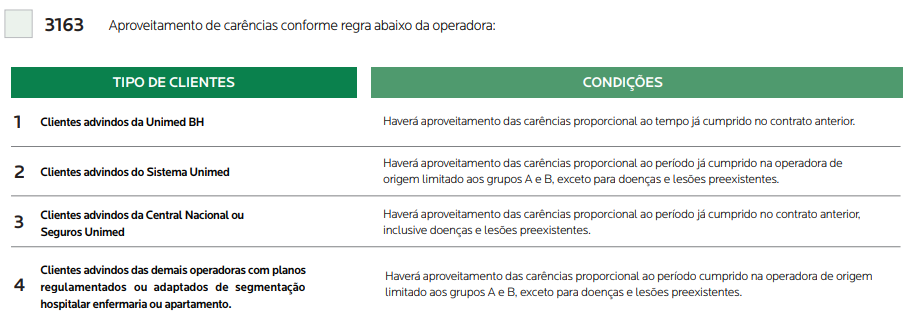 3163 Aproveitamento de carências conforme regra abaixo da operadora:
TIPO DE CLIENTES CONDIÇÕES
1 Clientes advindos da Unimed BH Haverá aproveitamento das carências proporcional ao tempo já cumprido no contrato anterior.
2 Clientes advindos do Sistema Unimed
Haverá aproveitamento das carências proporcional ao período já cumprido na operadora de
origem limitado aos grupos A e B, exceto para doenças e lesões preexistentes.
3 Clientes advindos da Central Nacional ou
Seguros Unimed
Haverá aproveitamento das carências proporcional ao período já cumprido no contrato anterior,
inclusive doenças e lesões preexistentes.
4 Clientes advindos das demais operadoras com planos
regulamentados ou adaptados de segmentação
hospitalar enfermaria ou apartamento.
Haverá aproveitamento das carências proporcional ao período cumprido na operadora de origem
limitado aos grupos A e B, exceto para doenças e lesões preexistentes.